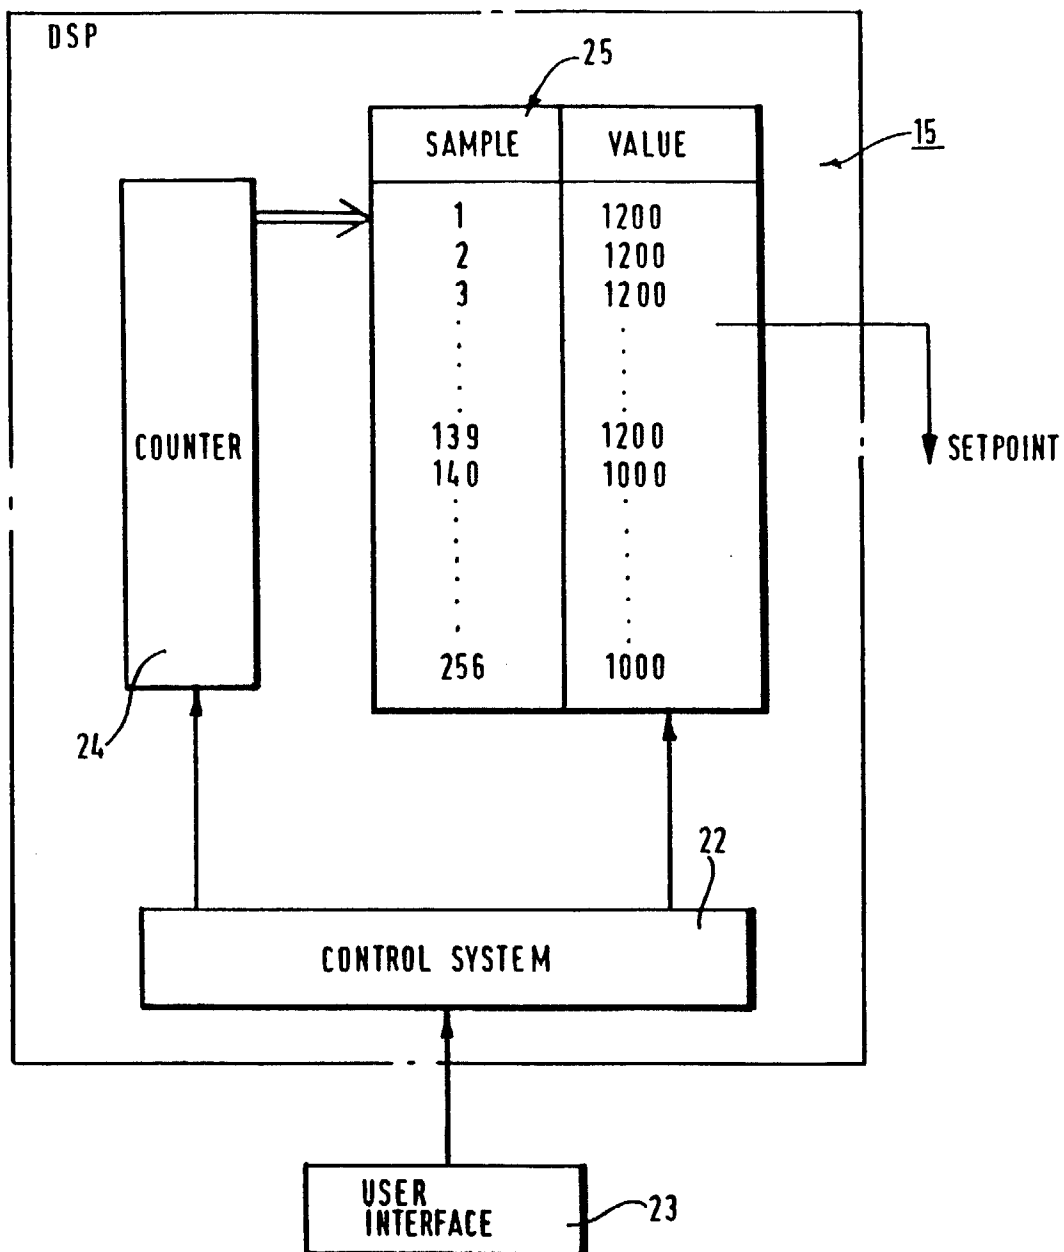 DSP
25
15
SAMPLE VALUE
1 1200
2 1200
3 1200
139 1200
140 1000
256 1000
COUNTER
SETPOINT
24
22
CONTROL SYSTEM
USER
INTERFACE
23